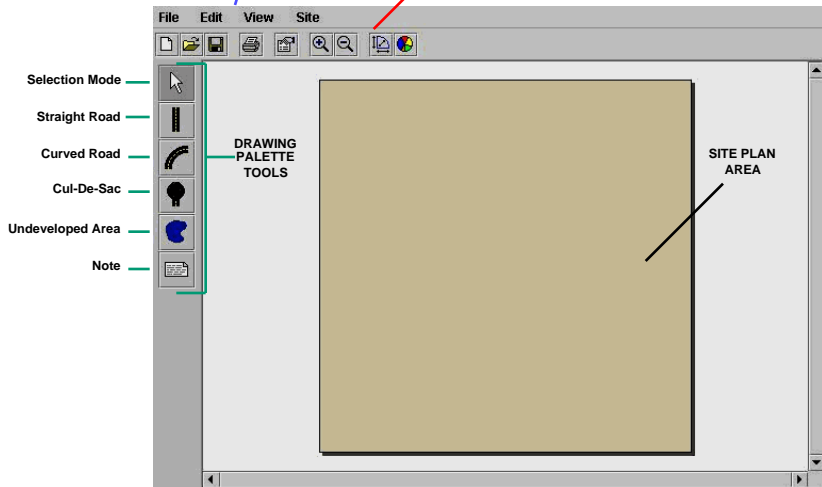 File Edit View Site
Selection Mode
Straight Road
Curved Road
Cul-De-Sac
Undeveloped Area
Note
DRAWING
PALETTE
TOOLS
SITE PLAN
AREA